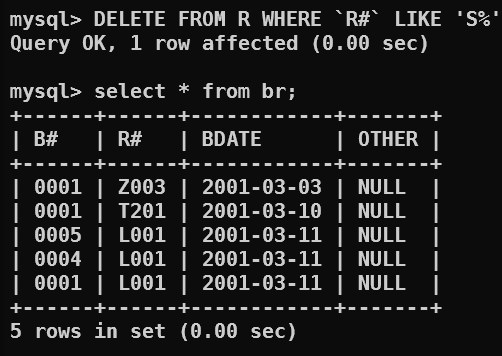 mysql> DELETE FROM R WHERE `R#` LIKE 'S%'
Query OK, 1 row affected (0.00 sec)
mysql> select * from br;
+------+------+------------+-------+
| B#   | R#   | BDATE      | OTHER |
+------+------+------------+-------+
| 0001 | Z003 | 2001-03-03 | NULL  |
| 0001 | T201 | 2001-03-10 | NULL  |
| 0005 | L001 | 2001-03-11 | NULL  |
| 0004 | L001 | 2001-03-11 | NULL  |
| 0001 | L001 | 2001-03-11 | NULL  |
+------+------+------------+-------+
5 rows in set (0.00 sec)